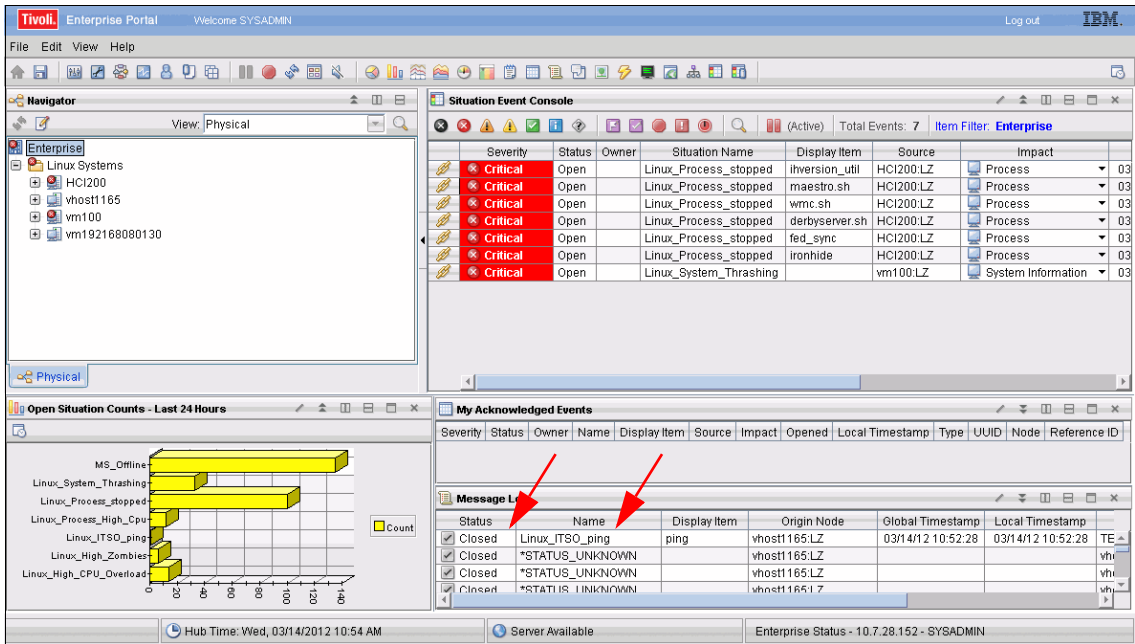 Tivoli. Enterprise Portal Welcome SYSADMIN Log out IBM.
File Edit View Help
Navigator
View: Physical
Enterprise
Linux Systems
HCI200
vhost1165
vm100
vm192168080130
Physical
Situation Event Console
(Active) Total Events: 7 Item Filter: Enterprise
Severity Status Owner Situation Name Display Item Source Impact
Critical Open Linux_Process_stopped ihversion_util HCI200:LZ Process 03
Critical Open Linux_Process_stopped maestro.sh HCI200:LZ Process 03
Critical Open Linux_Process_stopped wmc.sh HCI200:LZ Process 03
Critical Open Linux_Process_stopped derbyserver.sh HCI200:LZ Process 03
Critical Open Linux_Process_stopped fed_sync HCI200:LZ Process 03
Critical Open Linux_Process_stopped ironhide HCI200:LZ Process 03
Critical Open Linux_System_Thrashing vm100:LZ System Information 03
Open Situation Counts - Last 24 Hours
MS_Offline
Linux_System_Thrashing
Linux_Process_stopped
Linux_Process_High_Cpu
Linux_ITSO_ping
Linux_High_Zombies
Linux_High_CPU_Overload
0 20 40 60 80 100 120 140
Count
My Acknowledged Events
Severity Status Owner Name Display Item Source Impact Opened Local Timestamp Type UUID Node Reference ID
Message L
Status Name Display Item Origin Node Global Timestamp Local Timestamp
Closed Linux_ITSO_ping ping vhost1165:LZ 03/14/12 10:52:28 03/14/12 10:52:28 TE
Closed *STATUS_UNKNOWN vhost1165:LZ vh
Closed *STATUS_UNKNOWN vhost1165:LZ vh
Closed *STATUS_UNKNOWN vhost1165:LZ vh
Hub Time: Wed, 03/14/2012 10:54 AM Server Available Enterprise Status - 10.7.28.152 - SYSADMIN